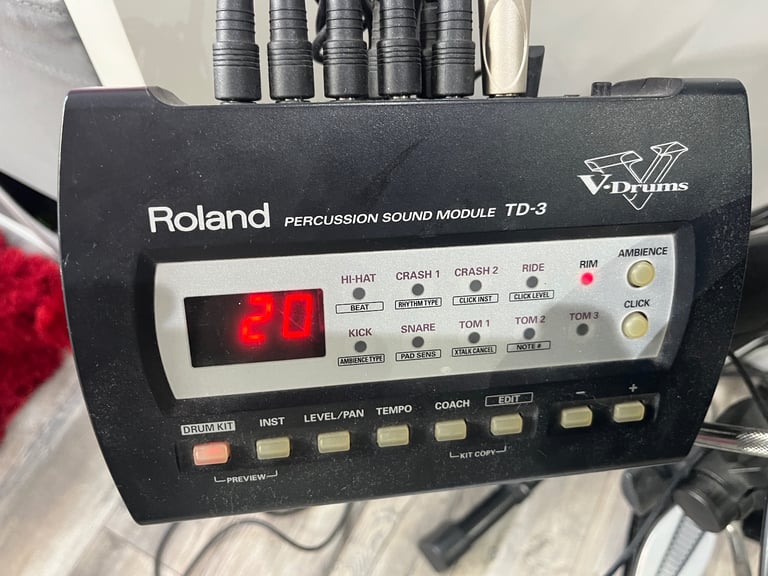 V-Drums
Roland PERCUSSION SOUND MODULE TD-3
HI-HAT CRASH 1 CRASH 2 RIDE RIM AMBIENCE
BEAT RHYTHM TYPE CLICK INST CLICK LEVEL
20
CLICK
KICK SNARE TOM 1 TOM 2 TOM 3
AMBIENCE TYPE PAD SENS XTALK CANCEL NOTE #
DRUM KIT INST LEVEL/PAN TEMPO COACH EDIT - +
PREVIEW KIT COPY